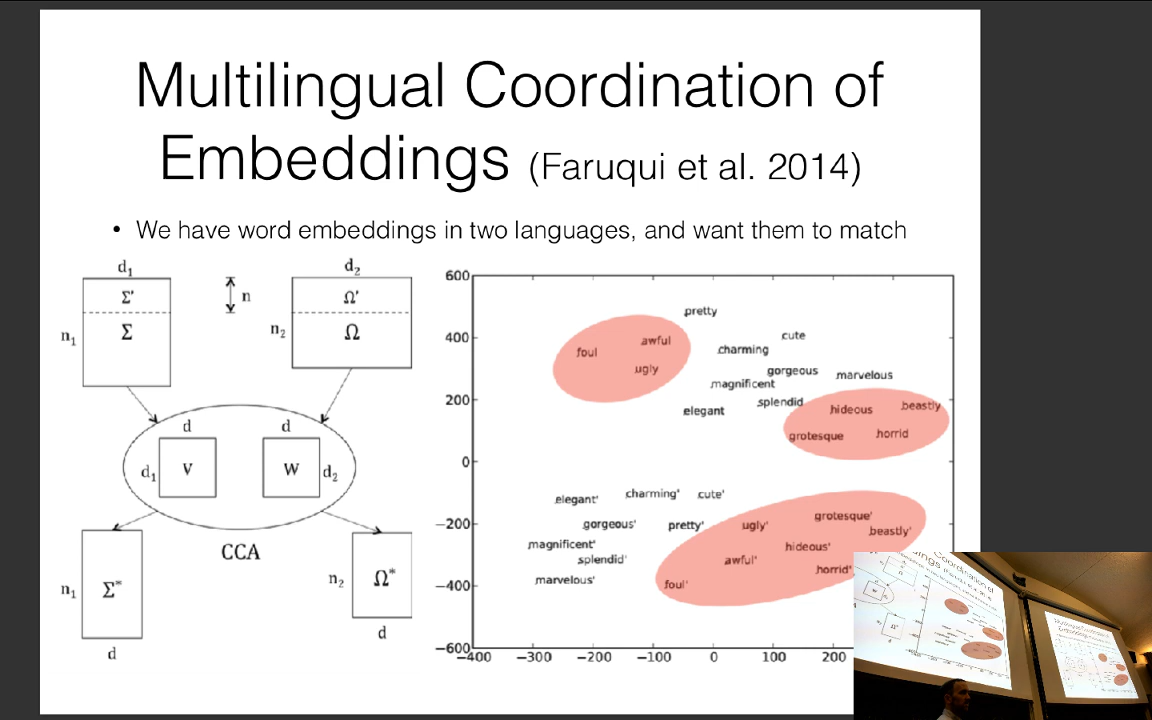 Multilingual Coordination of
Embeddings (Faruqui et al. 2014)
• We have word embeddings in two languages, and want them to match
d1
Σ'
Σ
n1
n
d2
Ω'
Ω
n2
d
d1
V
d
W
d2
CCA
n1
Σ*
d
n2
Ω*
d
600
400
200
0
−200
−400
−600
−400
−300
−200
−100
0
100
200
pretty
awful
foul
ugly
cute
charming
gorgeous
marvelous
magnificent
splendid
elegant
hideous
beastly
grotesque
horrid
elegant'
charming'
cute'
gorgeous'
pretty'
ugly'
grotesque'
beastly'
magnificent'
hideous'
splendid'
awful'
horrid'
marvelous'
foul'